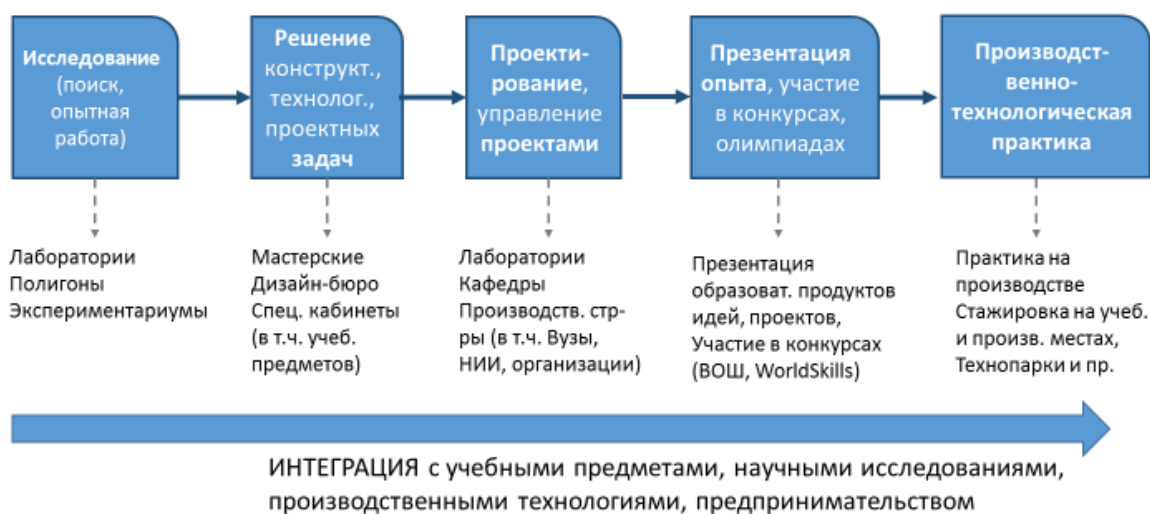 Исследование
(поиск,
опытная
работа)
Решение
конструкт.,
технолог.,
проектных
задач
Проекти-
рование,
управление
проектами
Презентация
опыта, участие
в конкурсах,
олимпиадах
Производст-
венно-
технологическая
практика
Лаборатории
Полигоны
Экспериментариумы
Мастерские
Дизайн-бюро
Спец. кабинеты
(в т.ч. учеб.
предметов)
Лаборатории
Кафедры
Производств. стр-
ры (в т.ч. Вузы,
НИИ, организации)
Презентация
образоват. продуктов
идей, проектов,
Участие в конкурсах
(ВОШ, WorldSkills)
Практика на
производстве
Стажировка на учеб.
и произв. местах,
Технопарки и пр.
ИНТЕГРАЦИЯ с учебными предметами, научными исследованиями,
производственными технологиями, предпринимательством